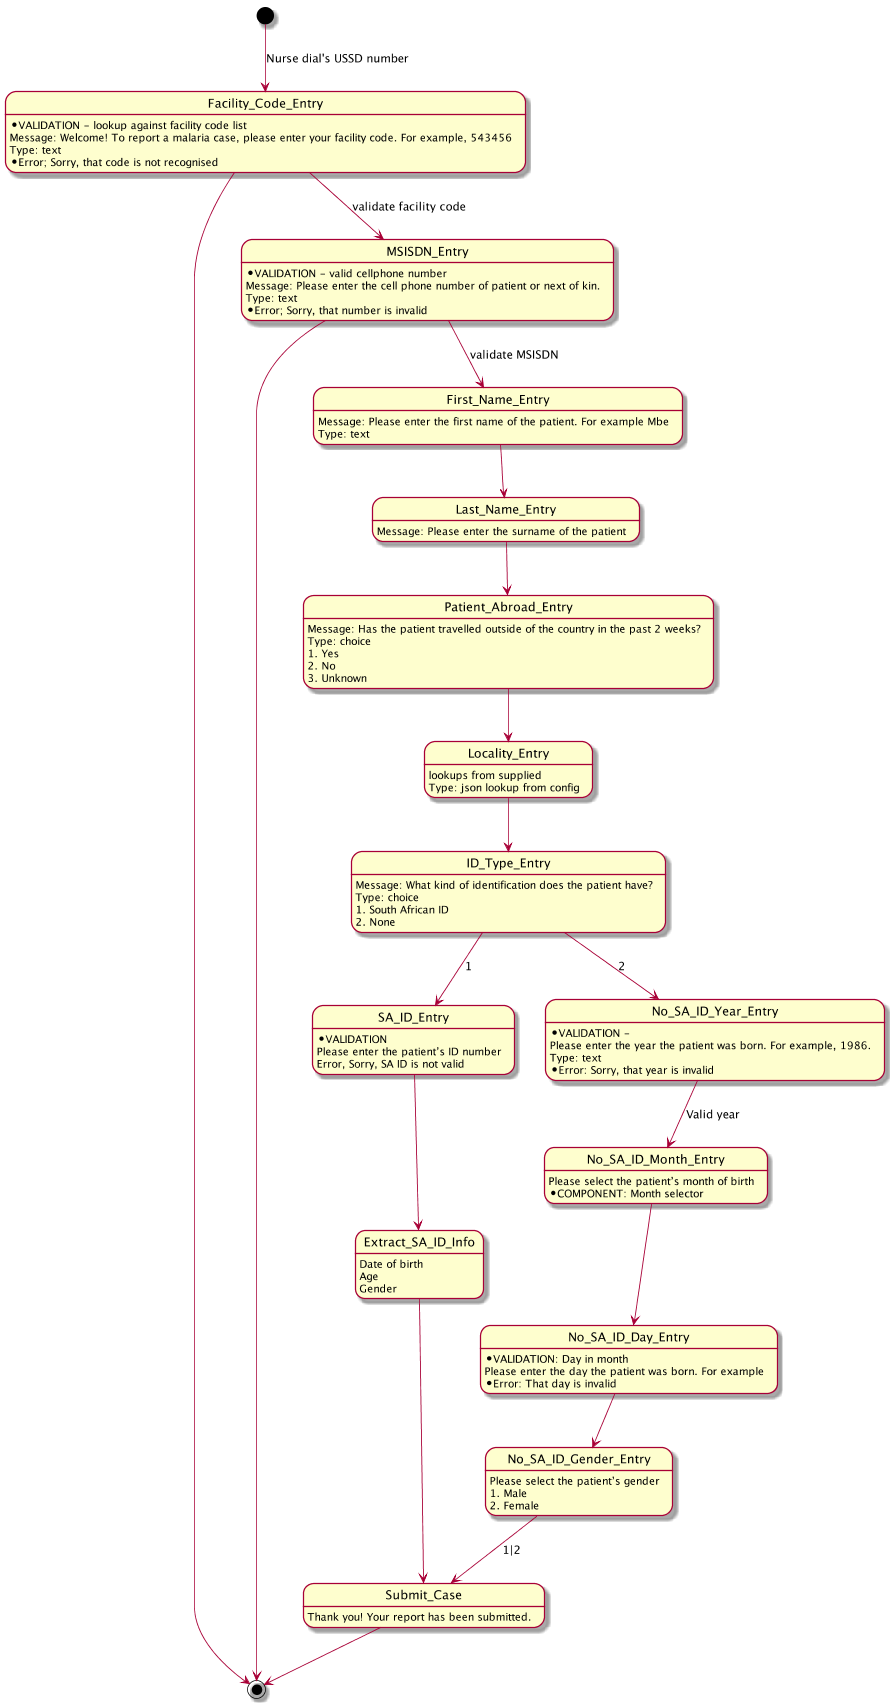 Nurse dial's USSD number
Facility_Code_Entry
•VALIDATION - lookup against facility code list
Message: Welcome! To report a malaria case, please enter your facility code. For example, 543456
Type: text
•Error; Sorry, that code is not recognised
validate facility code
MSISDN_Entry
•VALIDATION - valid cellphone number
Message: Please enter the cell phone number of patient or next of kin.
Type: text
•Error; Sorry, that number is invalid
validate MSISDN
First_Name_Entry
Message: Please enter the first name of the patient. For example Mbe
Type: text
Last_Name_Entry
Message: Please enter the surname of the patient
Patient_Abroad_Entry
Message: Has the patient travelled outside of the country in the past 2 weeks?
Type: choice
1. Yes
2. No
3. Unknown
Locality_Entry
lookups from supplied
Type: json lookup from config
ID_Type_Entry
Message: What kind of identification does the patient have?
Type: choice
1. South African ID
2. None
1
2
SA_ID_Entry
•VALIDATION
Please enter the patient's ID number
Error, Sorry, SA ID is not valid
No_SA_ID_Year_Entry
•VALIDATION -
Please enter the year the patient was born. For example, 1986.
Type: text
•Error: Sorry, that year is invalid
Valid year
No_SA_ID_Month_Entry
Please select the patient's month of birth
•COMPONENT: Month selector
Extract_SA_ID_Info
Date of birth
Age
Gender
No_SA_ID_Day_Entry
•VALIDATION: Day in month
Please enter the day the patient was born. For example
•Error: That day is invalid
No_SA_ID_Gender_Entry
Please select the patient's gender
1. Male
2. Female
1|2
Submit_Case
Thank you! Your report has been submitted.